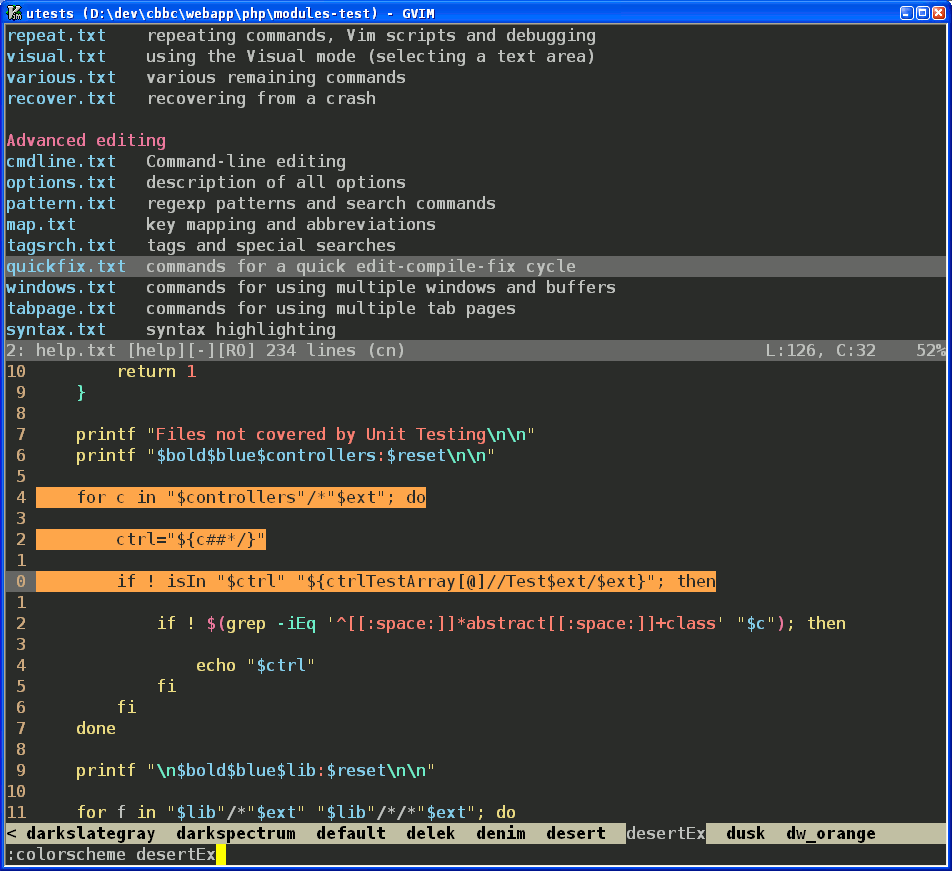 utests (D:\dev\cbbc\webapp\php\modules-test) - GVIM
repeat.txt   repeating commands, Vim scripts and debugging
visual.txt   using the Visual mode (selecting a text area)
various.txt   various remaining commands
recover.txt   recovering from a crash
Advanced editing
cmdline.txt   Command-line editing
options.txt   description of all options
pattern.txt   regexp patterns and search commands
map.txt   key mapping and abbreviations
tagsrch.txt   tags and special searches
quickfix.txt   commands for a quick edit-compile-fix cycle
windows.txt   commands for using multiple windows and buffers
tabpage.txt   commands for using multiple tab pages
syntax.txt   syntax highlighting
2: help.txt [help][-][RO] 234 lines (cn)   L:126, C:32   52%
10         return 1
 9     }
 8
 7     printf "Files not covered by Unit Testing\n\n"
 6     printf "$bold$blue$controllers:$reset\n\n"
 5
 4     for c in "$controllers"/*"$ext"; do
 3
 2         ctrl="${c##*/}"
 1
 0         if ! isIn "$ctrl" "${ctrlTestArray[@]//Test$ext/$ext}"; then
 1
 2             if ! $(grep -iEq '^[[:space:]]*abstract[[:space:]]+class' "$c"); then
 3
 4                 echo "$ctrl"
 5             fi
 6         fi
 7     done
 8
 9     printf "\n$bold$blue$lib:$reset\n\n"
10
11     for f in "$lib"/*"$ext" "$lib"/*/*"$ext"; do
< darkslategray  darkspectrum  default  delek  denim  desert  desertEx  dusk  dw_orange
:colorscheme desertEx